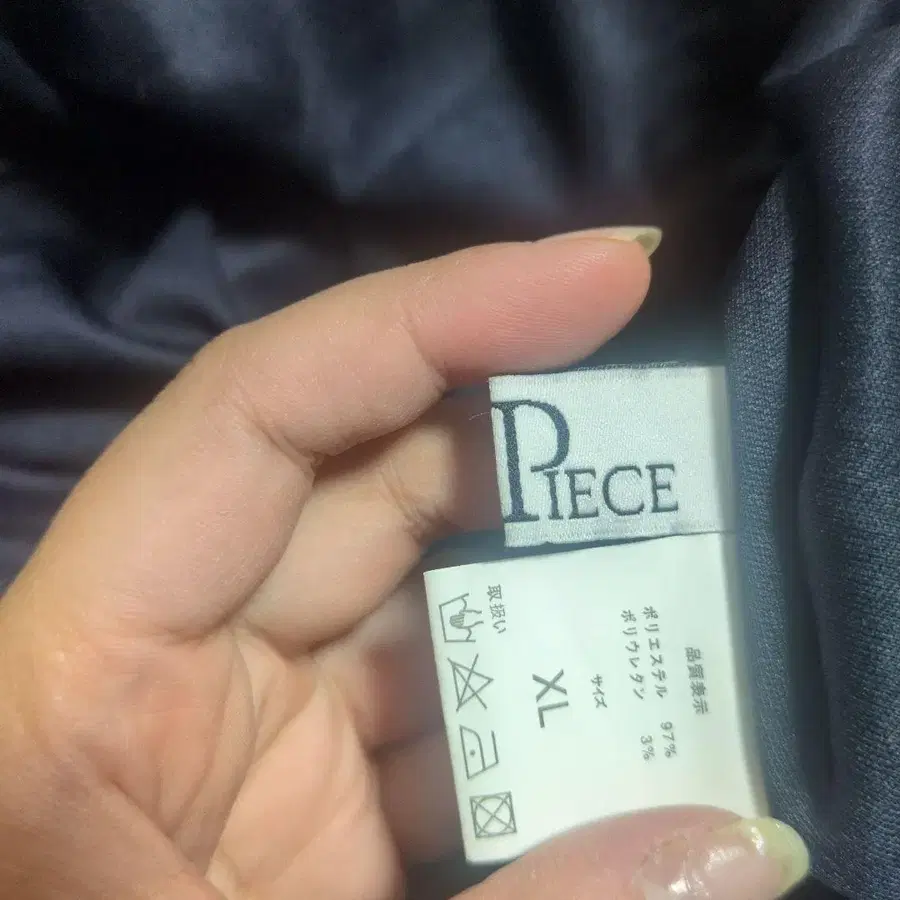 PIECE
品質表示
ポリエステル 97%
ポリウレタン 3%
サイズ
XL
取扱い